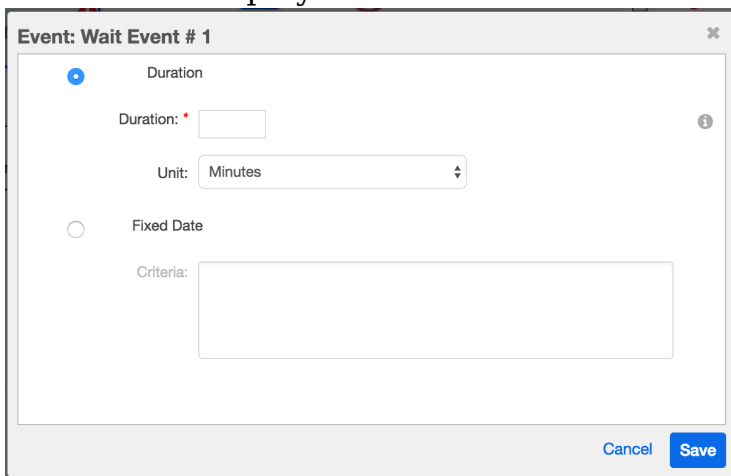 Event: Wait Event # 1
Duration
Duration: *
Unit: Minutes
Fixed Date
Criteria:
Cancel Save